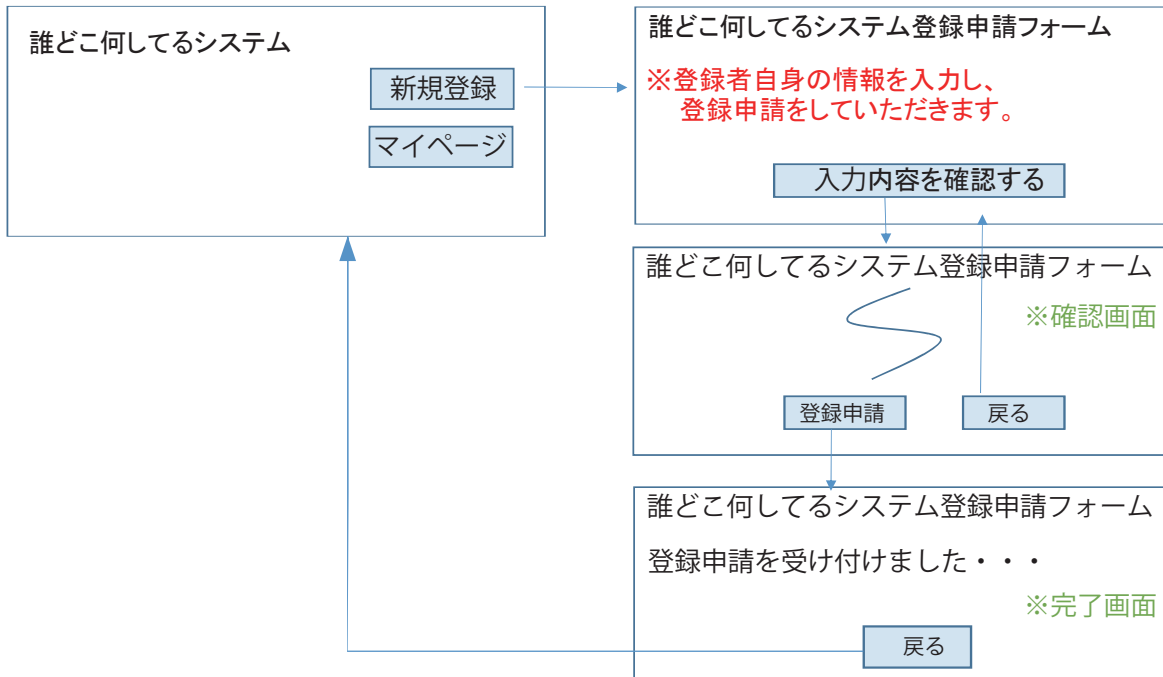 誰どこ何してるシステム
新規登録
マイページ
誰どこ何してるシステム登録申請フォーム
※登録者自身の情報を入力し、
登録申請をしていただきます。
入力内容を確認する
誰どこ何してるシステム登録申請フォーム
※確認画面
登録申請
戻る
誰どこ何してるシステム登録申請フォーム
登録申請を受け付けました・・・
※完了画面
戻る